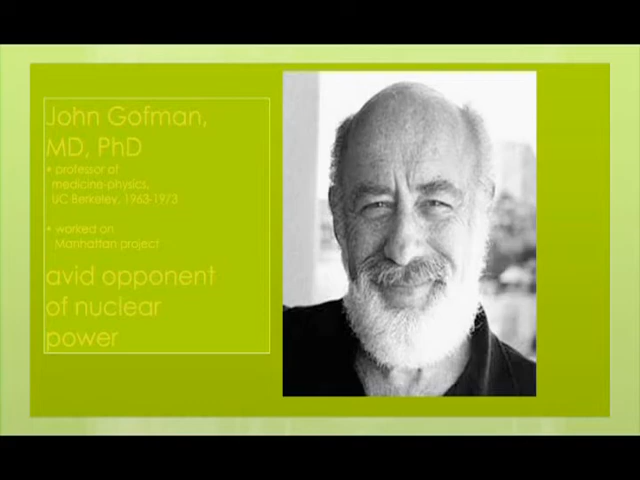 John Gofman,
MD, PhD
• professor of
medicine-physics,
UC Berkeley, 1963-1973
• worked on
Manhattan project
avid opponent
of nuclear
power